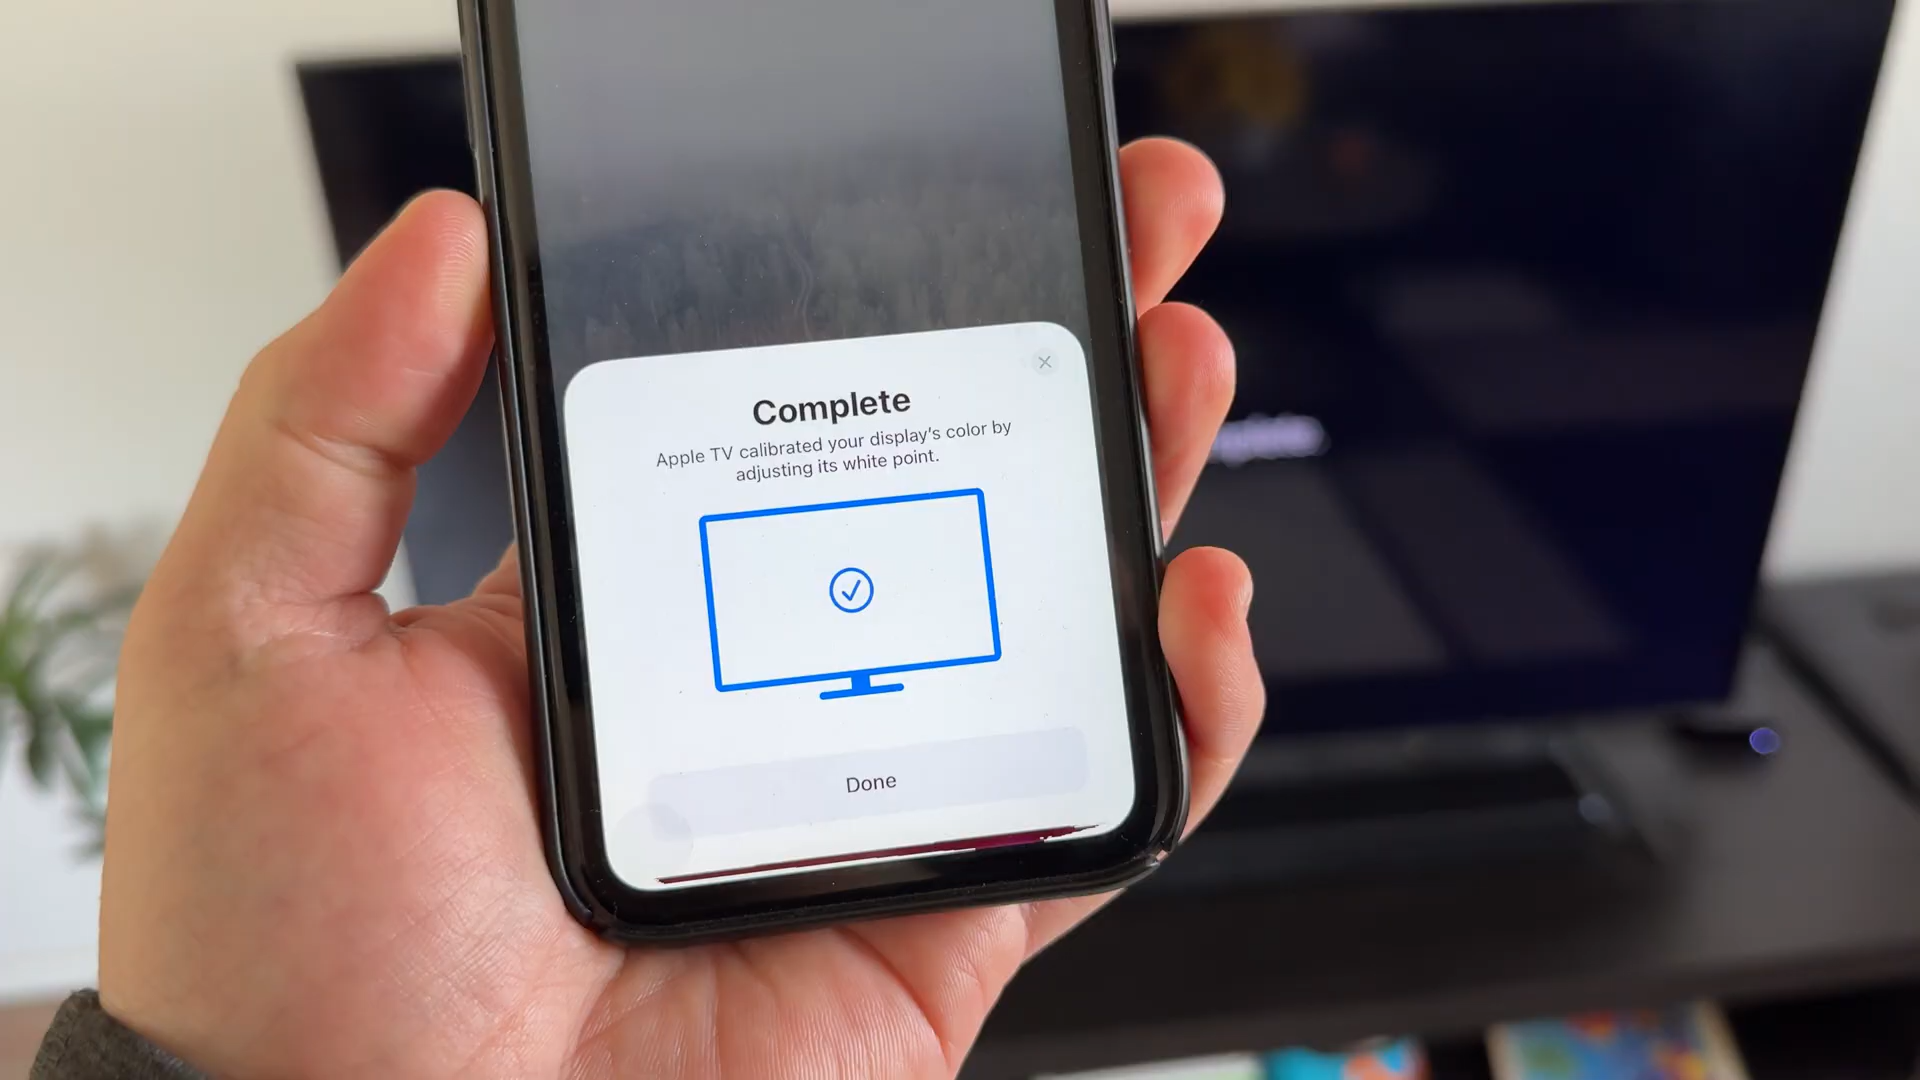 Complete
Apple TV calibrated your display's color by
adjusting its white point.
Done